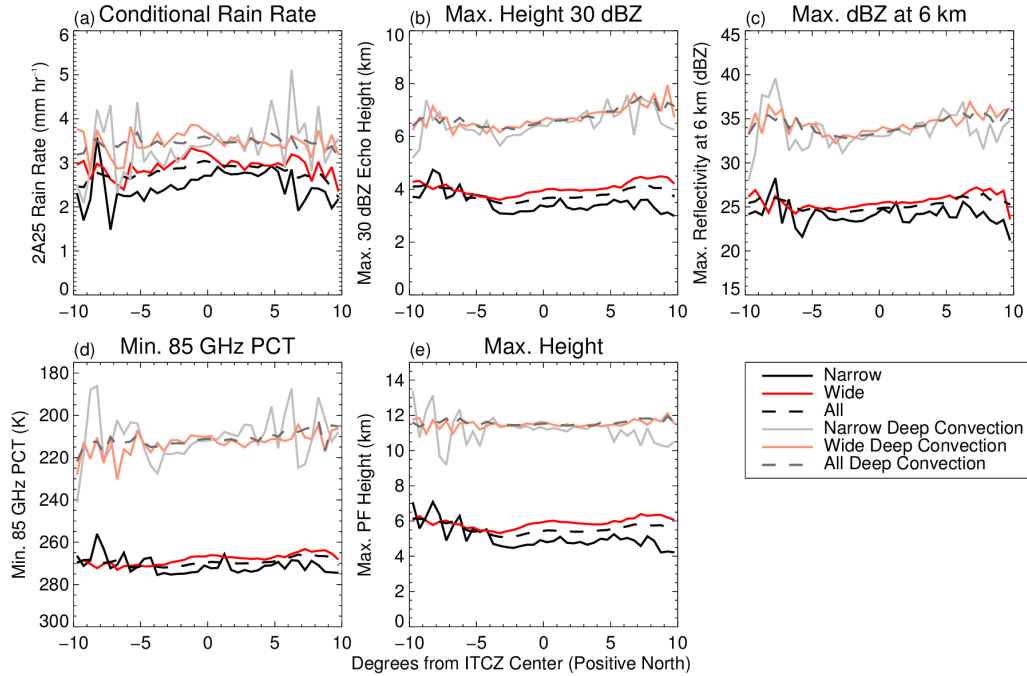 (a) Conditional Rain Rate
6
5
4
3
2
1
0
2A25 Rain Rate (mm hr⁻¹)
−10 −5 0 5 10
(b) Max. Height 30 dBZ
10
8
6
4
2
0
Max. 30 dBZ Echo Height (km)
−10 −5 0 5 10
(c) Max. dBZ at 6 km
45
40
35
30
25
20
15
Max. Reflectivity at 6 km (dBZ)
−10 −5 0 5 10
(d) Min. 85 GHz PCT
180
200
220
240
260
280
300
Min. 85 GHz PCT (K)
−10 −5 0 5 10
(e) Max. Height
14
12
10
8
6
4
2
0
Max. PF Height (km)
−10 −5 0 5 10
Degrees from ITCZ Center (Positive North)
Narrow
Wide
All
Narrow Deep Convection
Wide Deep Convection
All Deep Convection